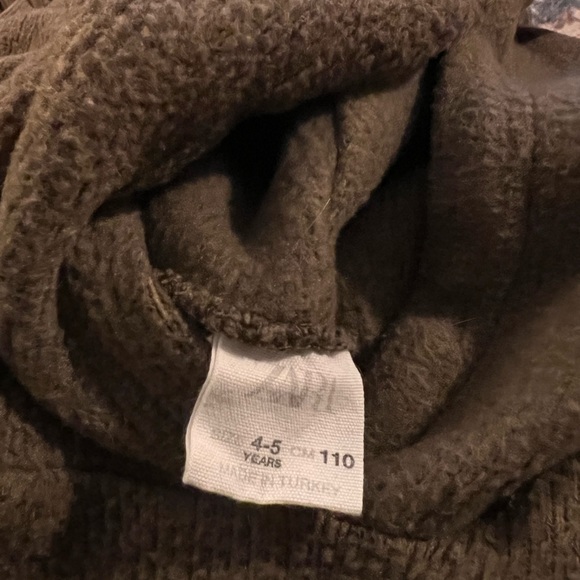 ZARA
SIZE 4-5 CM 110
YEARS
MADE IN TURKEY